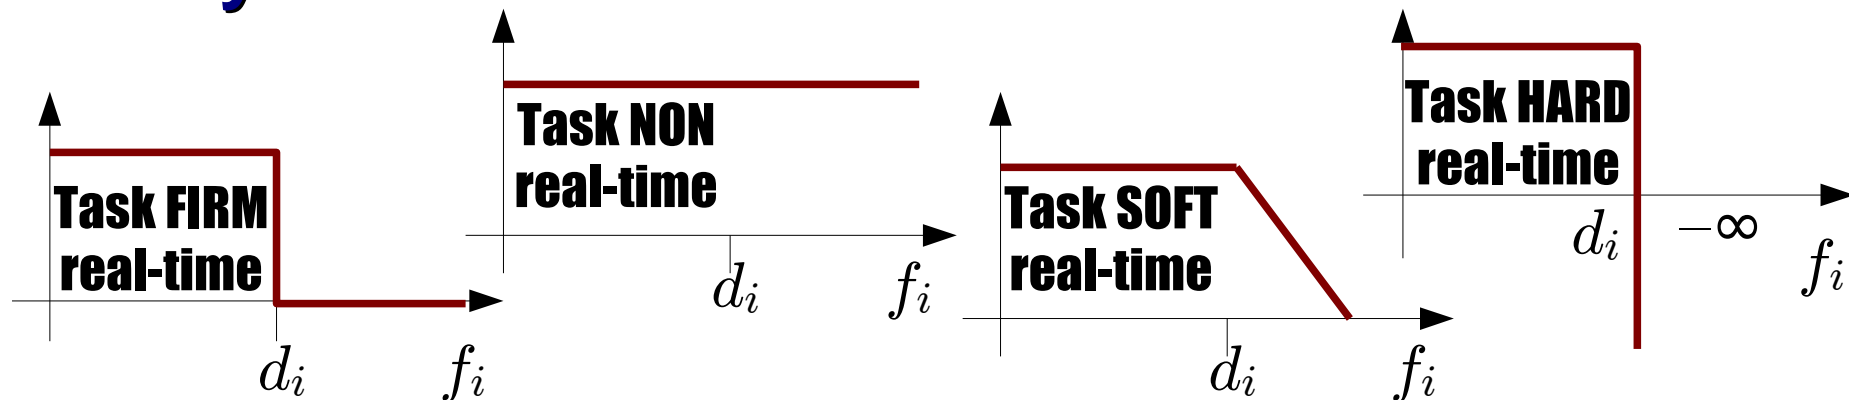 Task FIRM
real-time
d_i
f_i
Task NON
real-time
d_i
f_i
Task SOFT
real-time
d_i
f_i
Task HARD
real-time
d_i
−∞
f_i